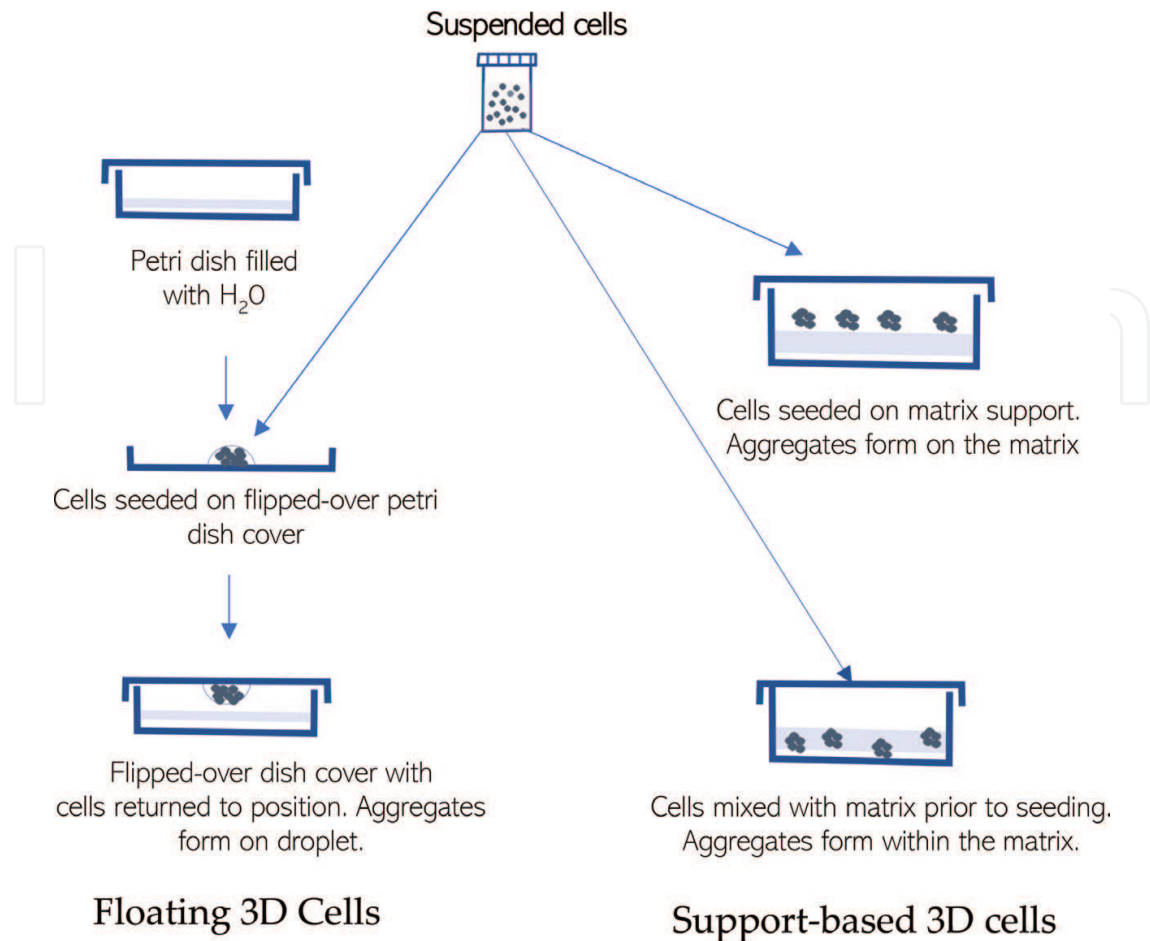 Suspended cells
Petri dish filled
with H₂O
Cells seeded on flipped-over petri
dish cover
Flipped-over dish cover with
cells returned to position. Aggregates
form on droplet.
Floating 3D Cells
Cells seeded on matrix support.
Aggregates form on the matrix
Cells mixed with matrix prior to seeding.
Aggregates form within the matrix.
Support-based 3D cells